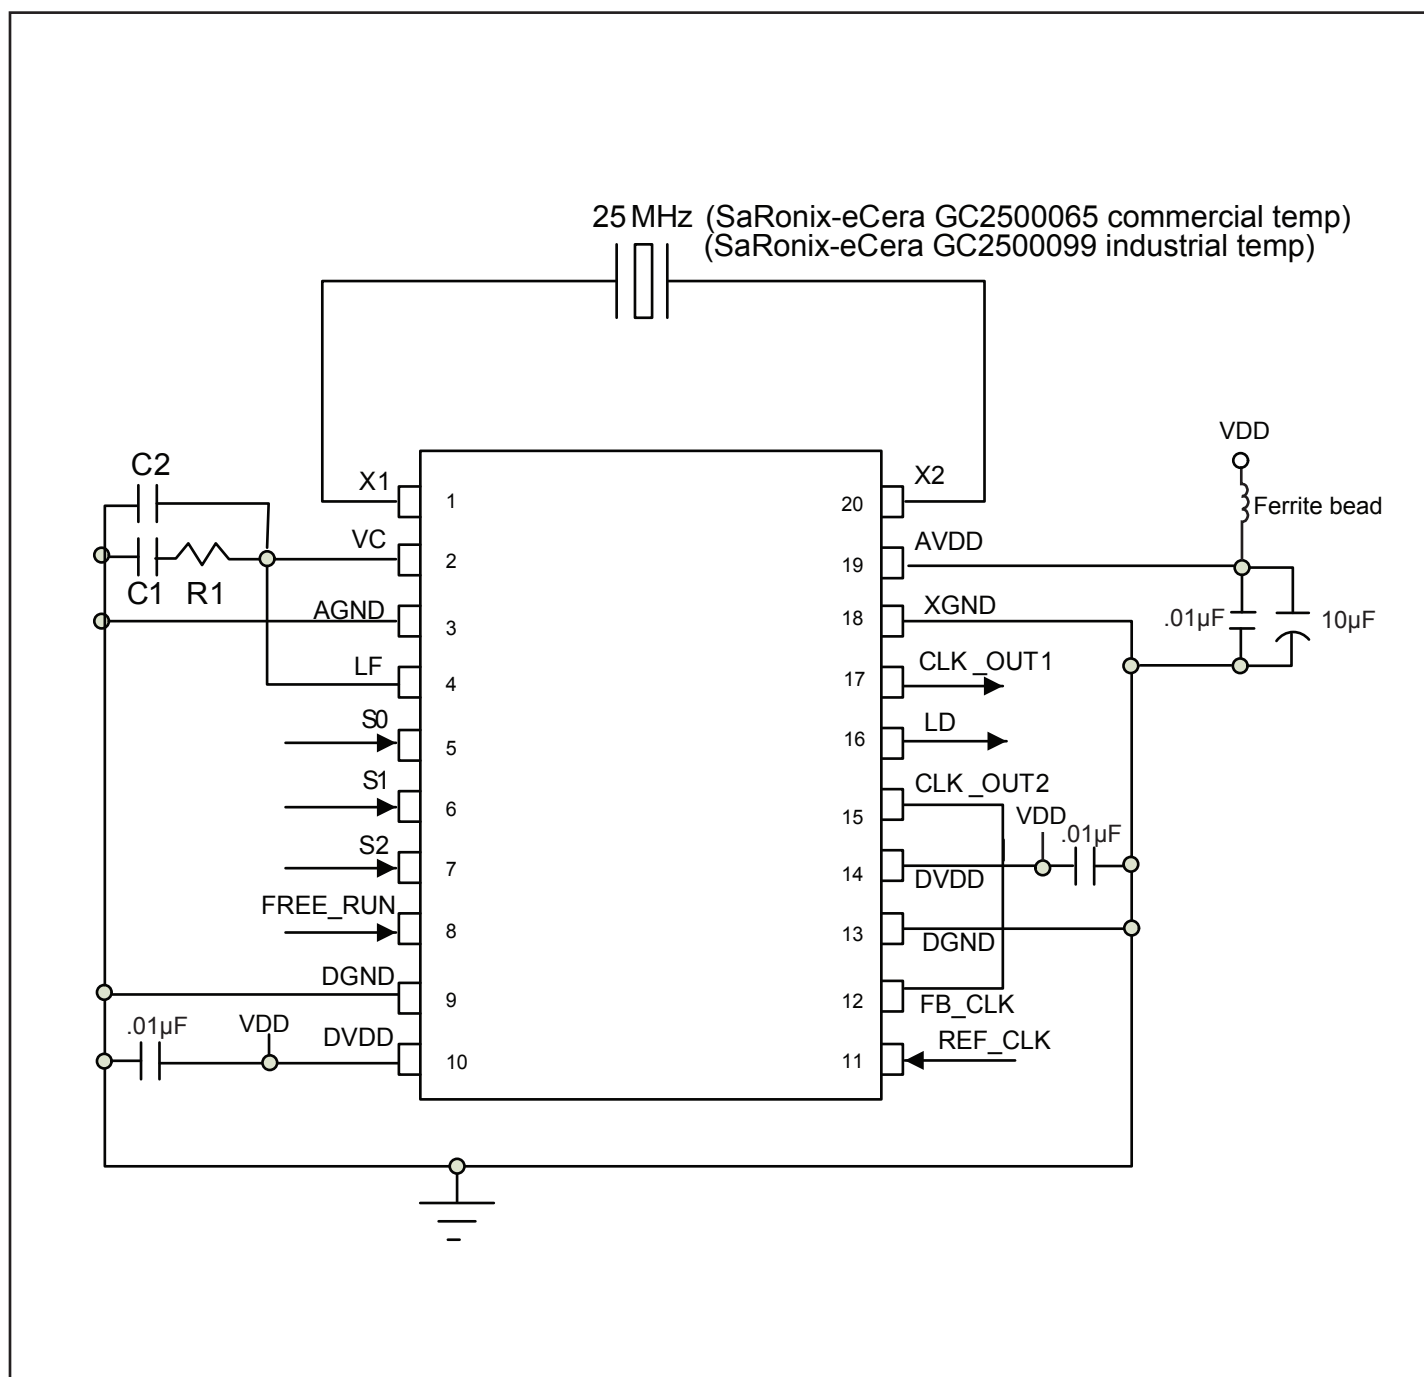 25 MHz (SaRonix-eCera GC2500065 commercial temp)
(SaRonix-eCera GC2500099 industrial temp)
VDD
Ferrite bead
.01µF
10µF
C2
C1
R1
X1
1
VC
2
AGND
3
LF
4
S0
5
S1
6
S2
7
FREE_RUN
8
DGND
9
.01µF
VDD
DVDD
10
X2
20
AVDD
19
XGND
18
CLK_OUT1
17
LD
16
CLK_OUT2
15
VDD
.01µF
14
DVDD
13
DGND
12
FB_CLK
REF_CLK
11